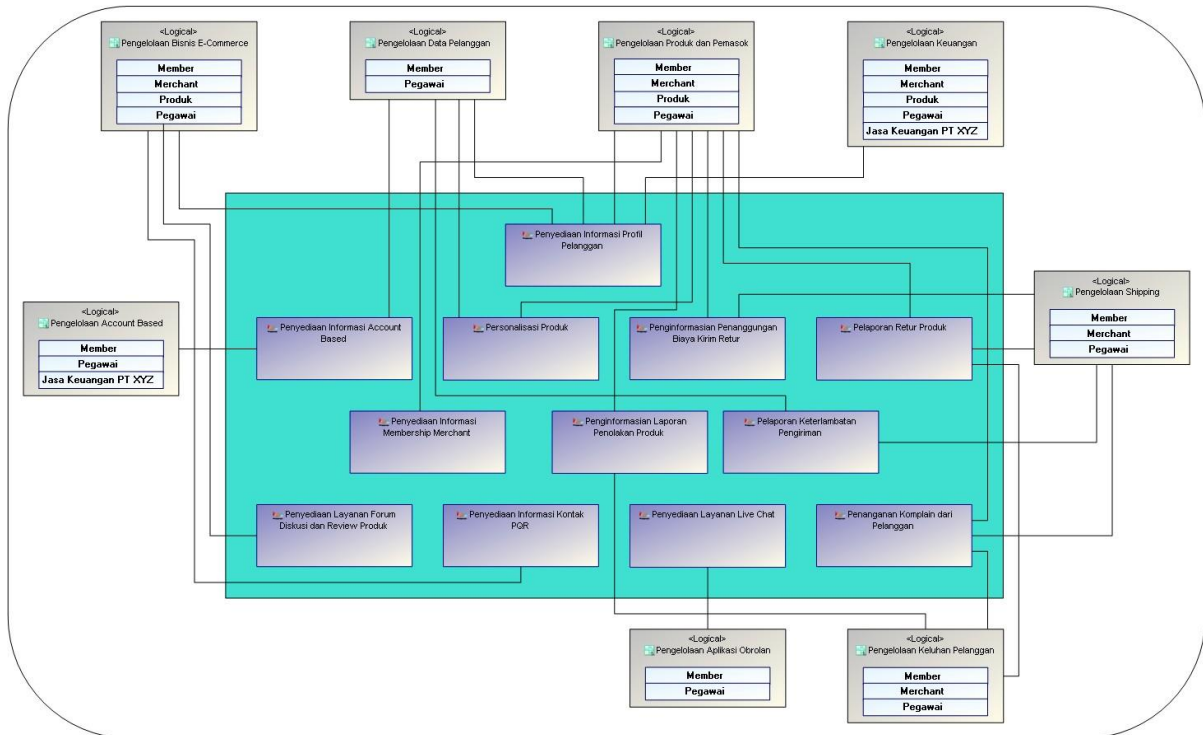 <Logical>
Pengelolaan Bisnis E-Commerce
Member
Merchant
Produk
Pegawai
<Logical>
Pengelolaan Data Pelanggan
Member
Pegawai
<Logical>
Pengelolaan Produk dan Pemasok
Member
Merchant
Produk
Pegawai
<Logical>
Pengelolaan Keuangan
Member
Merchant
Produk
Pegawai
Jasa Keuangan PT XYZ
Penyediaan Informasi Profil
Pelanggan
<Logical>
Pengelolaan Account Based
Member
Pegawai
Jasa Keuangan PT XYZ
Penyediaan Informasi Account
Based
Personalisasi Produk
Penginformasian Penanggungan
Biaya Kirim Retur
Pelaporan Retur Produk
<Logical>
Pengelolaan Shipping
Member
Merchant
Pegawai
Penyediaan Informasi
Membership Merchant
Penginformasian Laporan
Penolakan Produk
Pelaporan Keterlambatan
Pengiriman
Penyediaan Layanan Forum
Diskusi dan Review Produk
Penyediaan Informasi Kontak
PQR
Penyediaan Layanan Live Chat
Penanganan Komplain dari
Pelanggan
<Logical>
Pengelolaan Aplikasi Obrolan
Member
Pegawai
<Logical>
Pengelolaan Keluhan Pelanggan
Member
Merchant
Pegawai